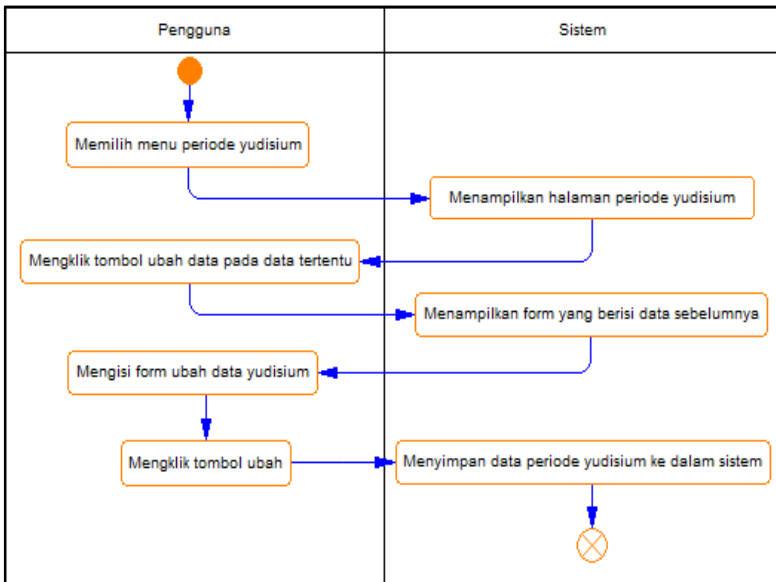 Pengguna
Sistem
Memilih menu periode yudisium
Menampilkan halaman periode yudisium
Mengklik tombol ubah data pada data tertentu
Menampilkan form yang berisi data sebelumnya
Mengisi form ubah data yudisium
Mengklik tombol ubah
Menyimpan data periode yudisium ke dalam sistem